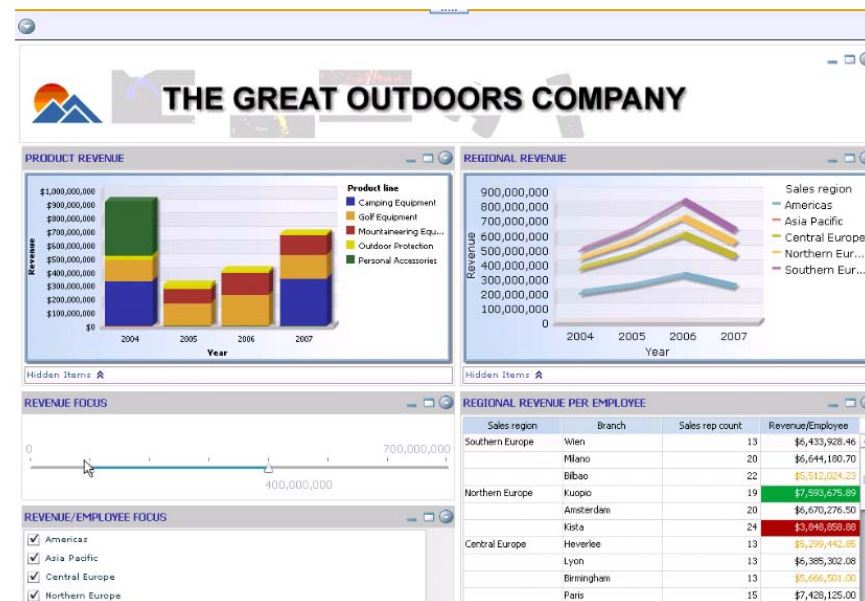 THE GREAT OUTDOORS COMPANY
PRODUCT REVENUE
$1,000,000,000
$900,000,000
$800,000,000
$700,000,000
$600,000,000
$500,000,000
$400,000,000
$300,000,000
$200,000,000
$100,000,000
$0
Revenue
2004 2005 2006 2007
Year
Product line
Camping Equipment
Golf Equipment
Mountaineering Equ...
Outdoor Protection
Personal Accessories
Hidden Items
REGIONAL REVENUE
900,000,000
800,000,000
700,000,000
600,000,000
500,000,000
400,000,000
300,000,000
200,000,000
100,000,000
0
Revenue
2004 2005 2006 2007
Year
Sales region
Americas
Asia Pacific
Central Europe
Northern Eur...
Southern Eur...
Hidden Items
REVENUE FOCUS
0 700,000,000
400,000,000
REVENUE/EMPLOYEE FOCUS
Americas
Asia Pacific
Central Europe
Northern Europe
REGIONAL REVENUE PER EMPLOYEE
Sales region Branch Sales rep count Revenue/Employee
Southern Europe Wien 13 $6,433,928.46
Milano 20 $6,644,180.70
Bilbao 22 $5,512,024.23
Northern Europe Kuopio 19 $7,593,675.89
Amsterdam 20 $6,670,276.50
Kista 24 $3,848,858.88
Central Europe Heverlee 13 $5,299,442.85
Lyon 13 $6,385,302.08
Birmingham 13 $5,666,501.00
Paris 15 $7,428,125.00